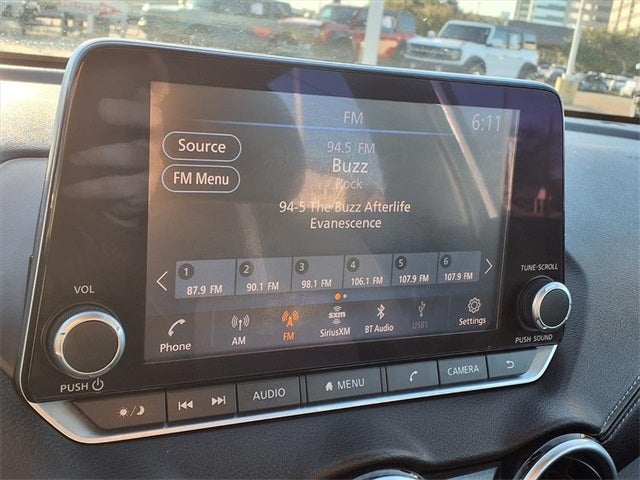 FM
6:11
Source
94.5 FM
Buzz
FM Menu
Rock
94-5 The Buzz Afterlife
Evanescence
1 2 3 4 5 6
87.9 FM 90.1 FM 98.1 FM 106.1 FM 107.9 FM 107.9 FM
TUNE·SCROLL
VOL
Phone AM FM SiriusXM BT Audio USB1 Settings
sxm
PUSH
PUSH SOUND
AUDIO MENU CAMERA